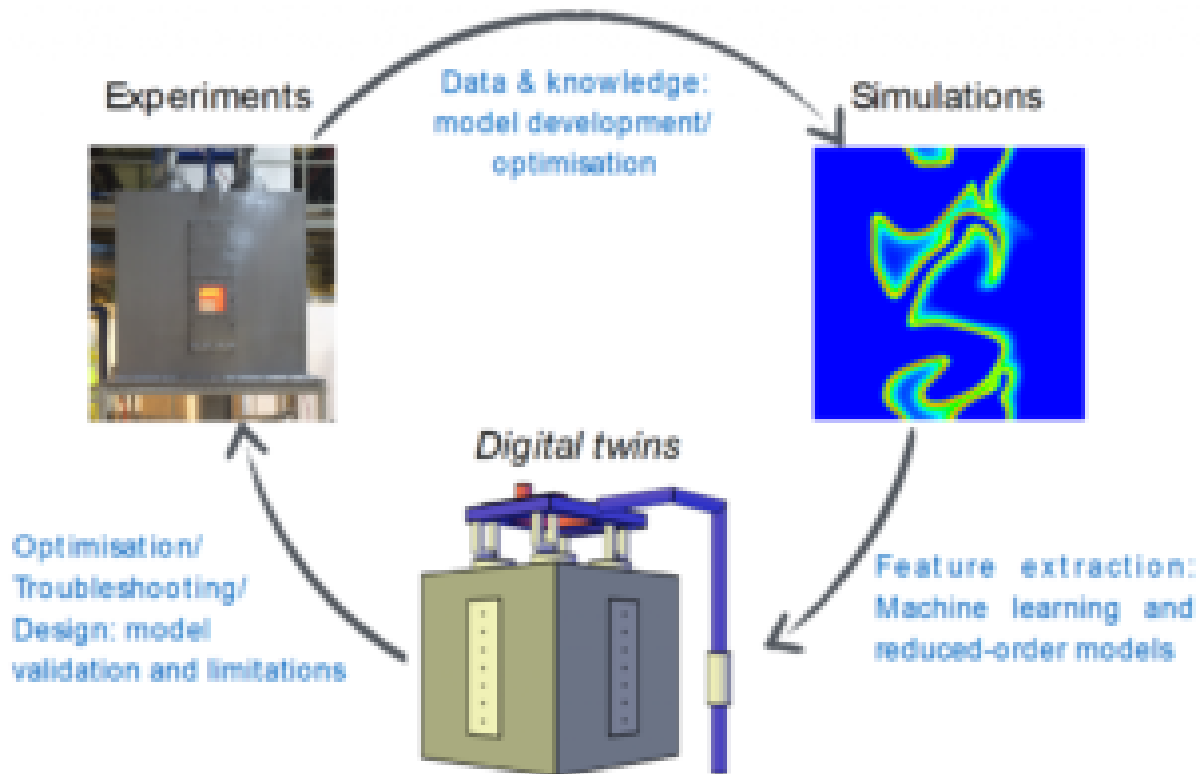 Experiments
Data & knowledge:
model development/
optimisation
Simulations
Digital twins
Optimisation/
Troubleshooting/
Design: model
validation and limitations
Feature extraction:
Machine learning and
reduced-order models